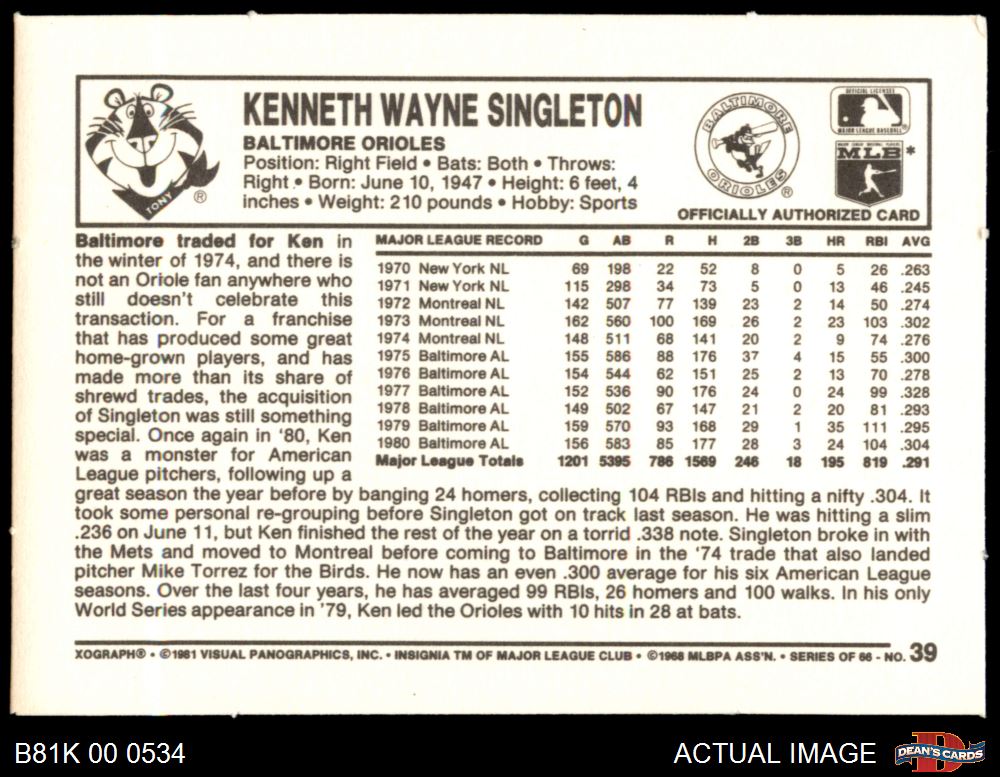 KENNETH WAYNE SINGLETON
BALTIMORE ORIOLES
Position: Right Field • Bats: Both • Throws:
Right • Born: June 10, 1947 • Height: 6 feet, 4
inches • Weight: 210 pounds • Hobby: Sports
TONY ®
BALTIMORE ORIOLES ®
OFFICIAL LICENSEE
MAJOR LEAGUE BASEBALL
MLB *
OFFICIALLY AUTHORIZED CARD
Baltimore traded for Ken in
the winter of 1974, and there is
not an Oriole fan anywhere who
still doesn't celebrate this
transaction. For a franchise
that has produced some great
home-grown players, and has
made more than its share of
shrewd trades, the acquisition
of Singleton was still something
special. Once again in '80, Ken
was a monster for American
League pitchers, following up a
great season the year before by banging 24 homers, collecting 104 RBIs and hitting a nifty .304. It
took some personal re-grouping before Singleton got on track last season. He was hitting a slim
.236 on June 11, but Ken finished the rest of the year on a torrid .338 note. Singleton broke in with
the Mets and moved to Montreal before coming to Baltimore in the '74 trade that also landed
pitcher Mike Torrez for the Birds. He now has an even .300 average for his six American League
seasons. Over the last four years, he has averaged 99 RBIs, 26 homers and 100 walks. In his only
World Series appearance in '79, Ken led the Orioles with 10 hits in 28 at bats.
MAJOR LEAGUE RECORD G AB R H 2B 3B HR RBI AVG
1970 New York NL 69 198 22 52 8 0 5 26 .263
1971 New York NL 115 298 34 73 5 0 13 46 .245
1972 Montreal NL 142 507 77 139 23 2 14 50 .274
1973 Montreal NL 162 560 100 169 26 2 23 103 .302
1974 Montreal NL 148 511 68 141 20 2 9 74 .276
1975 Baltimore AL 155 586 88 176 37 4 15 55 .300
1976 Baltimore AL 154 544 62 151 25 2 13 70 .278
1977 Baltimore AL 152 536 90 176 24 0 24 99 .328
1978 Baltimore AL 149 502 67 147 21 2 20 81 .293
1979 Baltimore AL 159 570 93 168 29 1 35 111 .295
1980 Baltimore AL 156 583 85 177 28 3 24 104 .304
Major League Totals 1201 5395 786 1569 246 18 195 819 .291
XOGRAPH® • ©1981 VISUAL PANOGRAPHICS, INC. • INSIGNIA TM OF MAJOR LEAGUE CLUB • ©1968 MLBPA ASS'N. • SERIES OF 66 - NO. 39
B81K 00 0534
ACTUAL IMAGE
DEAN'S CARDS